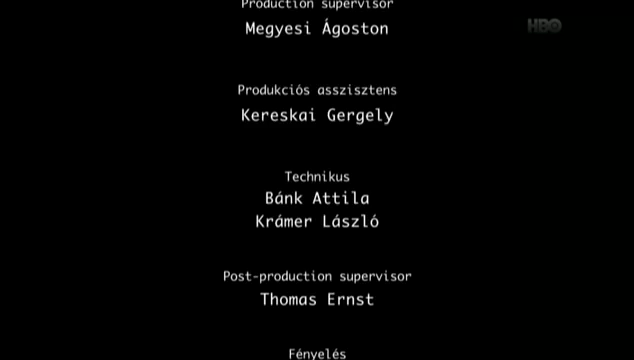 Production supervisor
HBO
Megyesi Ágoston
Produkciós asszisztens
Kereskai Gergely
Technikus
Bánk Attila
Krámer László
Post-production supervisor
Thomas Ernst
Fényelés